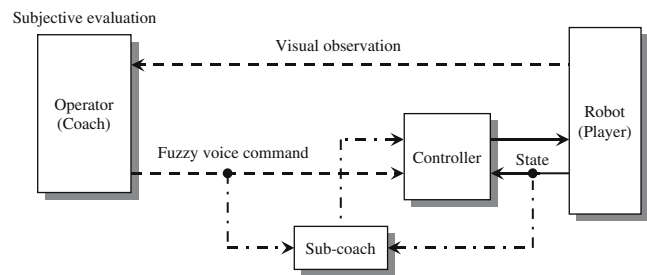 Subjective evaluation
Visual observation
Operator
(Coach)
Robot
(Player)
Fuzzy voice command
Controller
State
Sub-coach